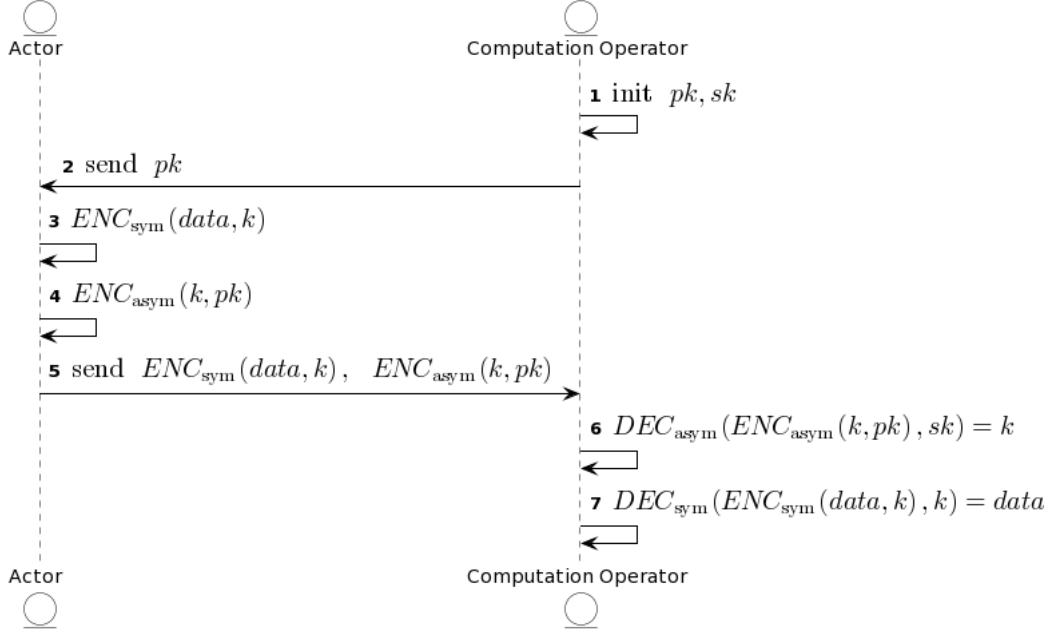 Actor Computation Operator
1 init pk, sk
2 send pk
3 ENC_sym(data, k)
4 ENC_asym(k, pk)
5 send ENC_sym(data, k), ENC_asym(k, pk)
6 DEC_asym(ENC_asym(k, pk), sk) = k
7 DEC_sym(ENC_sym(data, k), k) = data
Actor Computation Operator